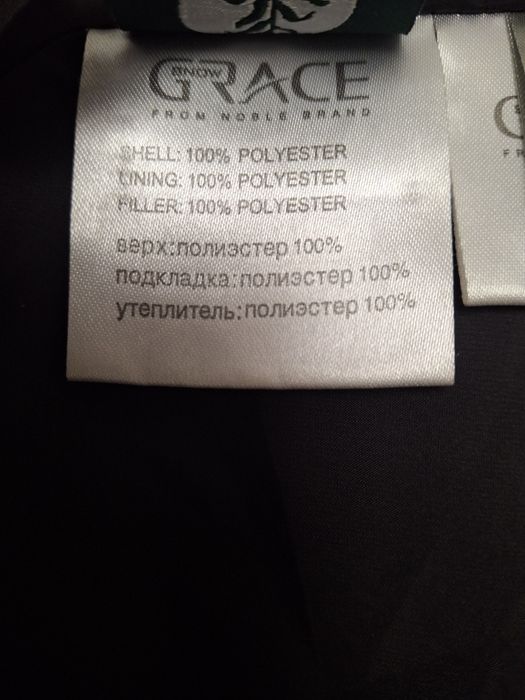 SNOW
GRACE
FROM NOBLE BRAND
SHELL: 100% POLYESTER
LINING: 100% POLYESTER
FILLER: 100% POLYESTER
верх:полиэстер 100%
подкладка:полиэстер 100%
утеплитель:полиэстер 100%
G
FR